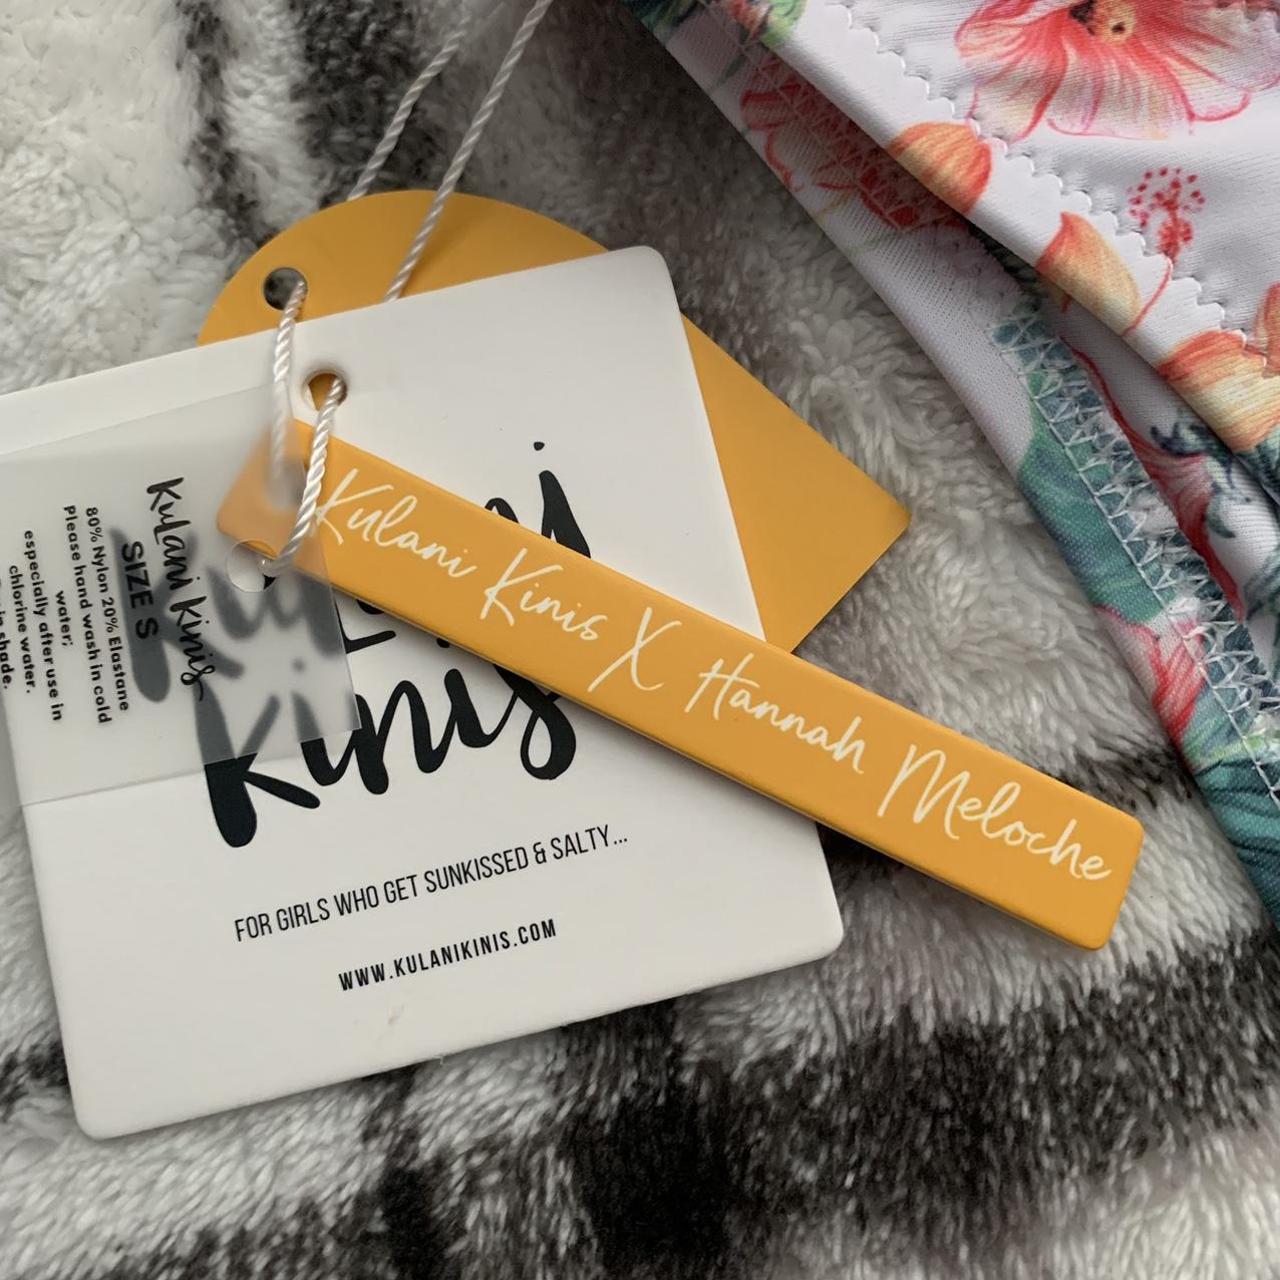 Kulani Kinis X Hannah Meloche
kinis
FOR GIRLS WHO GET SUNKISSED & SALTY...
WWW.KULANIKINIS.COM
Kulani Kinis
SIZE S
80% Nylon 20% Elastane
Please hand wash in cold
water;
especially after use in
chlorine water.
in shade.